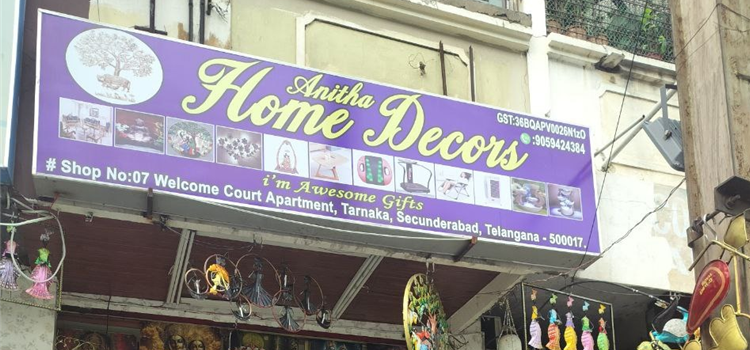 Anitha
Home Decors
GST:36BQAPV0026N1zO
:9059424384
i'm Awesome Gifts
# Shop No:07 Welcome Court Apartment, Tarnaka, Secunderabad, Telangana - 500017.